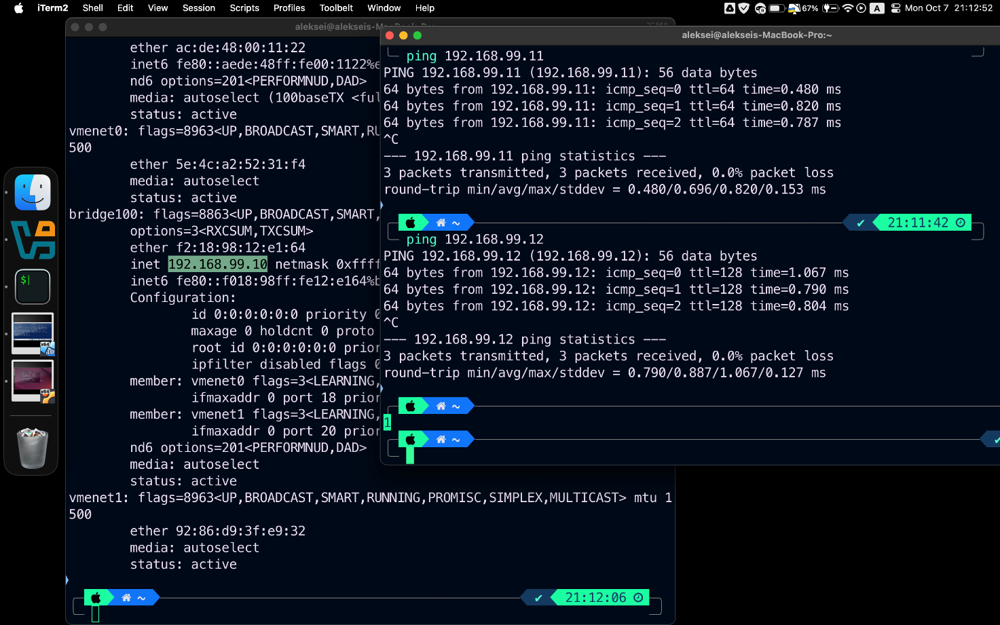 iTerm2 Shell Edit View Session Scripts Profiles Toolbelt Window Help 67% A Mon Oct 7 21:12:52
aleksei@alekseis-MacBook-Pro:~
ether ac:de:48:00:11:22
inet6 fe80::aede:48ff:fe00:1122%e
nd6 options=201<PERFORMNUD,DAD>
media: autoselect (100baseTX <ful
status: active
vmenet0: flags=8963<UP,BROADCAST,SMART,RU
500
ether 5e:4c:a2:52:31:f4
media: autoselect
status: active
bridge100: flags=8863<UP,BROADCAST,SMART,
options=3<RXCSUM,TXCSUM>
ether f2:18:98:12:e1:64
inet 192.168.99.10 netmask 0xffff
inet6 fe80::f018:98ff:fe12:e164%b
Configuration:
id 0:0:0:0:0:0 priority 0
maxage 0 holdcnt 0 proto
root id 0:0:0:0:0:0 prior
ipfilter disabled flags 0
member: vmenet0 flags=3<LEARNING,
ifmaxaddr 0 port 18 prior
member: vmenet1 flags=3<LEARNING,
ifmaxaddr 0 port 20 prior
nd6 options=201<PERFORMNUD,DAD>
media: autoselect
status: active
vmenet1: flags=8963<UP,BROADCAST,SMART,RUNNING,PROMISC,SIMPLEX,MULTICAST> mtu 1
500
ether 92:86:d9:3f:e9:32
media: autoselect
status: active
~ ✔ 21:12:06
aleksei@alekseis-MacBook-Pro:~
ping 192.168.99.11
PING 192.168.99.11 (192.168.99.11): 56 data bytes
64 bytes from 192.168.99.11: icmp_seq=0 ttl=64 time=0.480 ms
64 bytes from 192.168.99.11: icmp_seq=1 ttl=64 time=0.820 ms
64 bytes from 192.168.99.11: icmp_seq=2 ttl=64 time=0.787 ms
^C
--- 192.168.99.11 ping statistics ---
3 packets transmitted, 3 packets received, 0.0% packet loss
round-trip min/avg/max/stddev = 0.480/0.696/0.820/0.153 ms
~ ✔ 21:11:42
ping 192.168.99.12
PING 192.168.99.12 (192.168.99.12): 56 data bytes
64 bytes from 192.168.99.12: icmp_seq=0 ttl=128 time=1.067 ms
64 bytes from 192.168.99.12: icmp_seq=1 ttl=128 time=0.790 ms
64 bytes from 192.168.99.12: icmp_seq=2 ttl=128 time=0.804 ms
^C
--- 192.168.99.12 ping statistics ---
3 packets transmitted, 3 packets received, 0.0% packet loss
round-trip min/avg/max/stddev = 0.790/0.887/1.067/0.127 ms
~
1
~ ✔
$
x64
10
x64